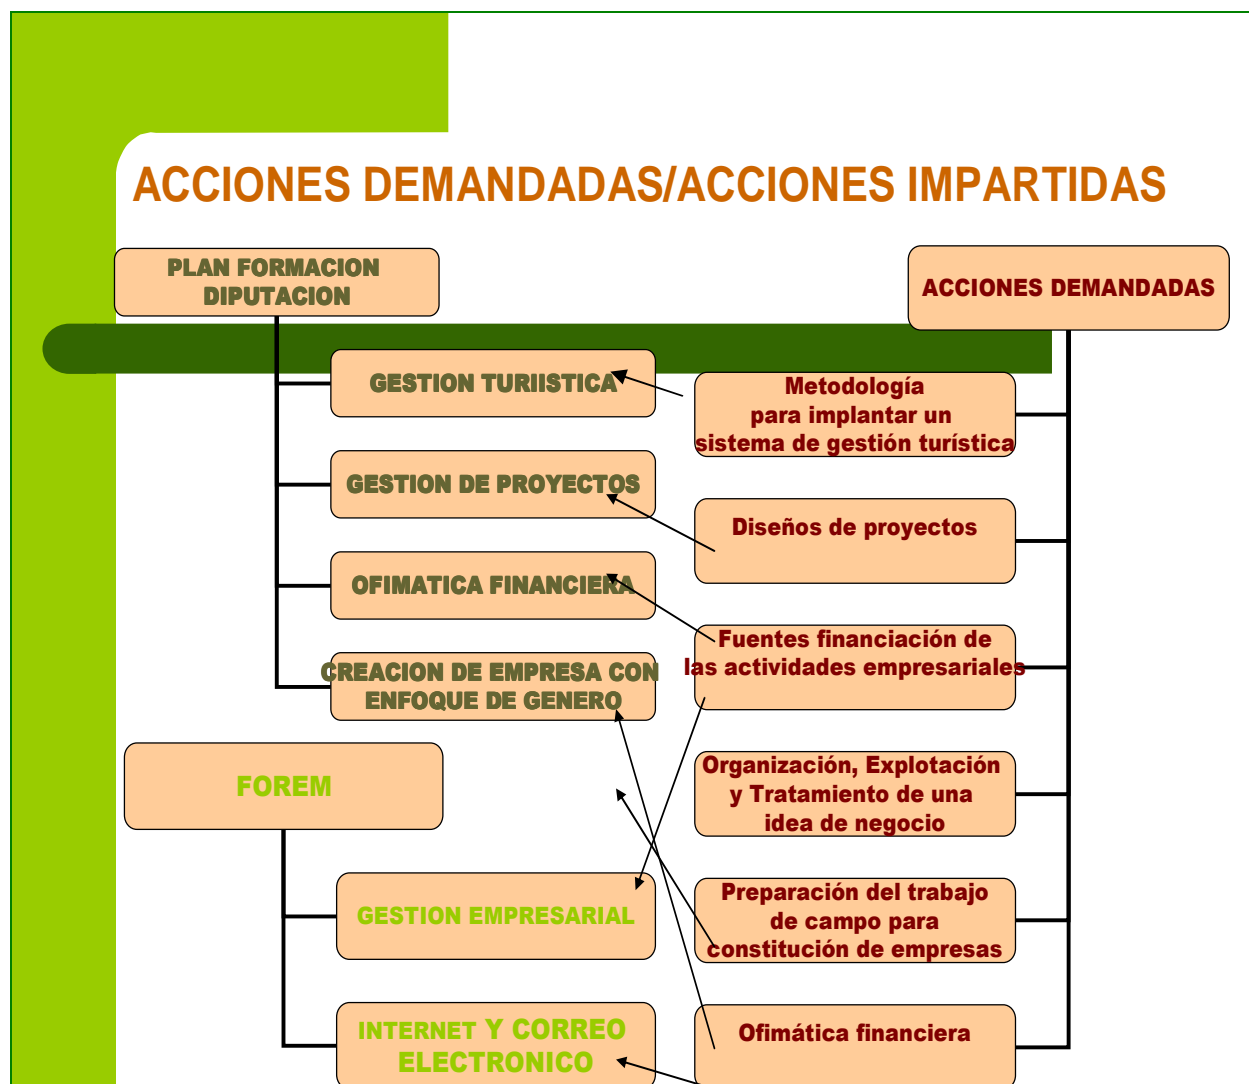 ACCIONES DEMANDADAS/ACCIONES IMPARTIDAS
PLAN FORMACION
DIPUTACION
GESTION TURIISTICA
GESTION DE PROYECTOS
OFIMATICA FINANCIERA
CREACION DE EMPRESA CON
ENFOQUE DE GENERO
FOREM
GESTION EMPRESARIAL
INTERNET Y CORREO
ELECTRONICO
ACCIONES DEMANDADAS
Metodología
para implantar un
sistema de gestión turística
Diseños de proyectos
Fuentes financiación de
las actividades empresariales
Organización, Explotación
y Tratamiento de una
idea de negocio
Preparación del trabajo
de campo para
constitución de empresas
Ofimática financiera